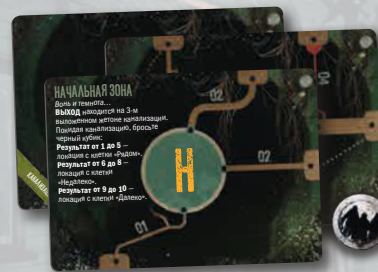 НАЧАЛЬНАЯ ЗОНА
Вонь и темнота...
ВЫХОД находится на 3-м
выложенном жетоне канализации.
Покидая канализацию, бросьте
черный кубик:
Результат от 1 до 5 –
локация с клетки «Рядом».
Результат от 6 до 8 –
локация с клетки
«Недалеко».
Результат от 9 до 10 –
локация с клетки «Далеко».
Н
02
02
01
04